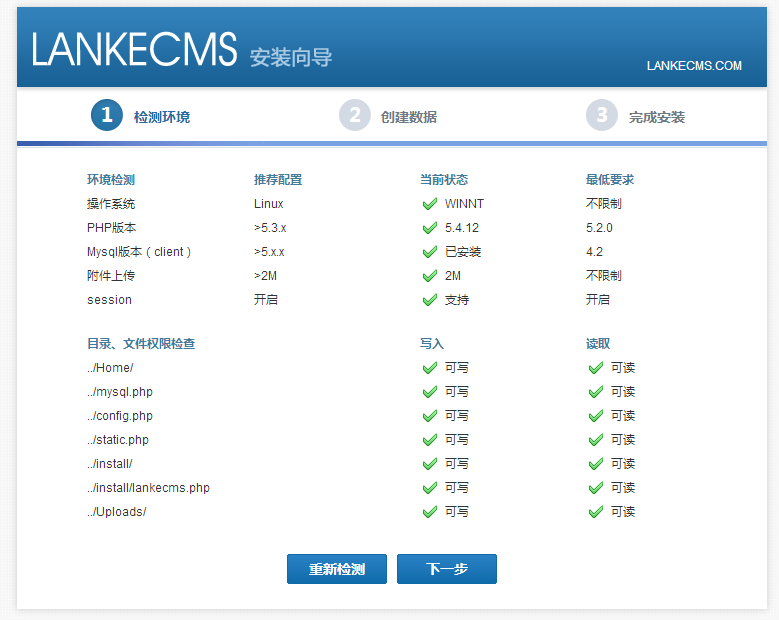 LANKECMS 安装向导
LANKECMS.COM
1 检测环境 2 创建数据 3 完成安装
环境检测 推荐配置 当前状态 最低要求
操作系统 Linux WINNT 不限制
PHP版本 >5.3.x 5.4.12 5.2.0
Mysql版本（client） >5.x.x 已安装 4.2
附件上传 >2M 2M 不限制
session 开启 支持 开启
目录、文件权限检查 写入 读取
../Home/ 可写 可读
../mysql.php 可写 可读
../config.php 可写 可读
../static.php 可写 可读
../install/ 可写 可读
../install/lankecms.php 可写 可读
../Uploads/ 可写 可读
重新检测 下一步